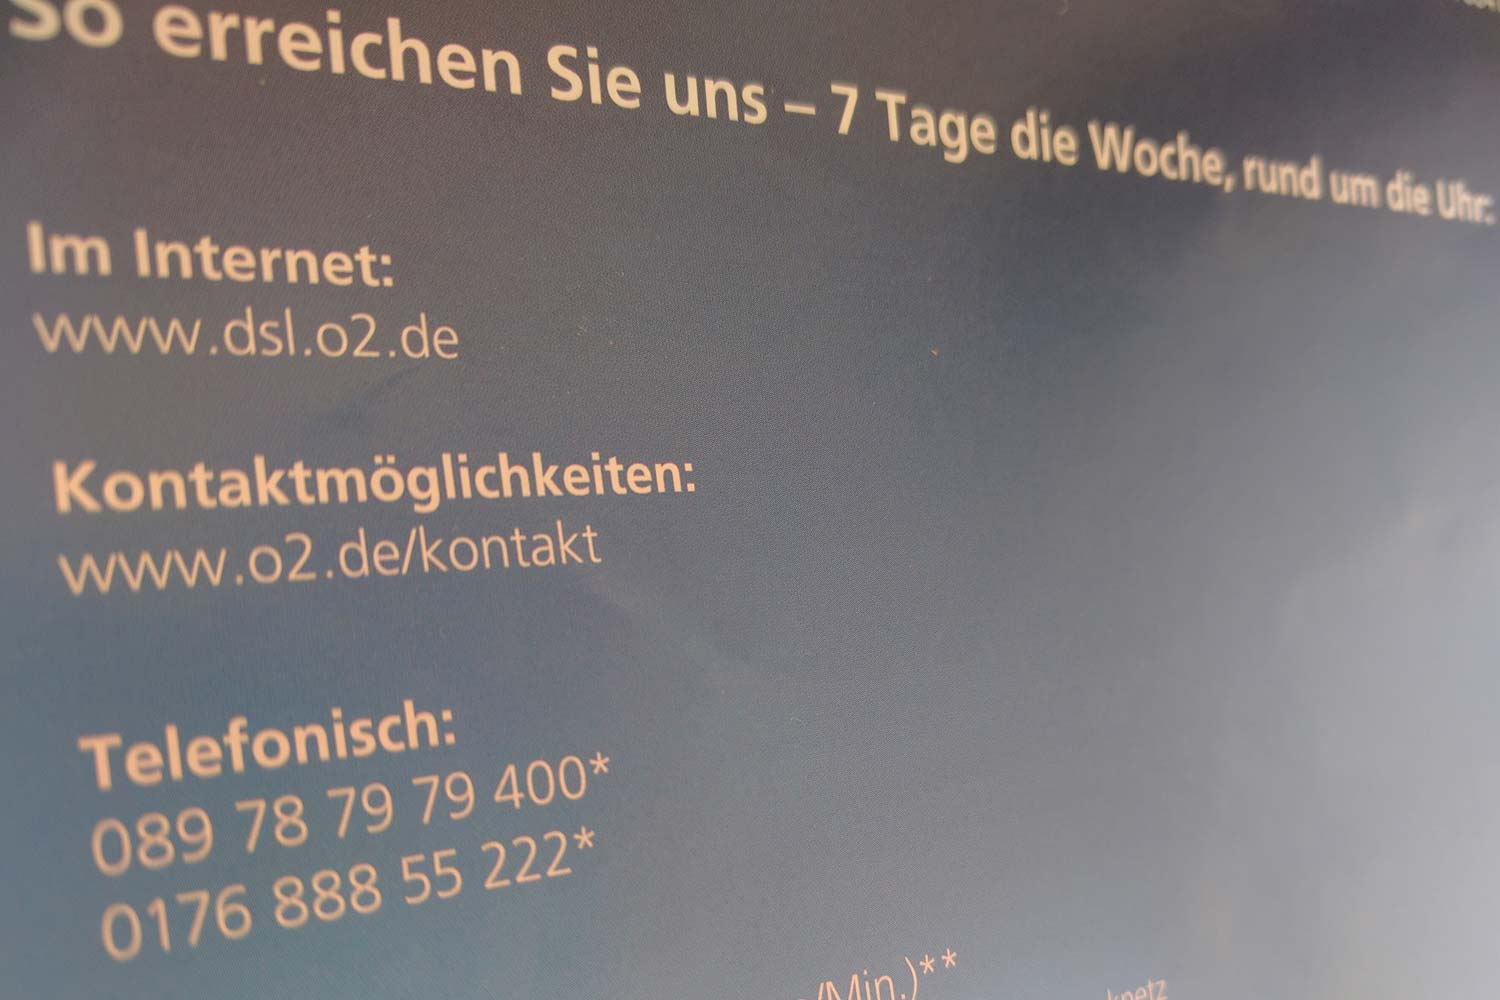 So erreichen Sie uns – 7 Tage die Woche, rund um die Uhr:
Im Internet:
www.dsl.o2.de
Kontaktmöglichkeiten:
www.o2.de/kontakt
Telefonisch:
089 78 79 79 400*
0176 888 55 222*
/Min.)**